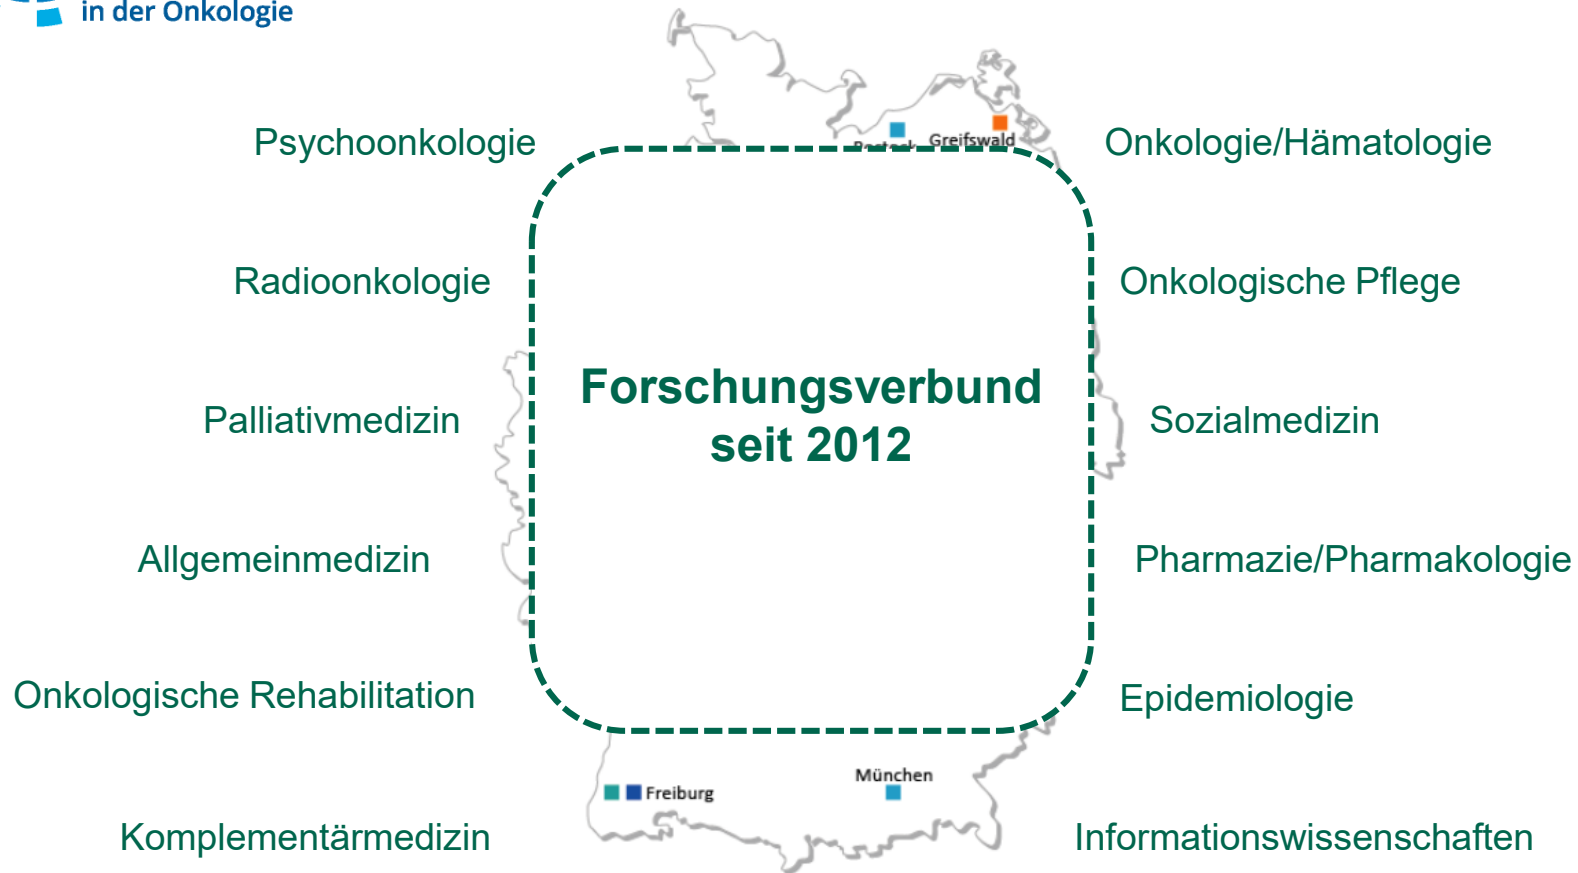 in der Onkologie
Psychoonkologie
Greifswald
Onkologie/Hämatologie
Radioonkologie
Onkologische Pflege
Forschungsverbund
seit 2012
Palliativmedizin
Sozialmedizin
Allgemeinmedizin
Pharmazie/Pharmakologie
Onkologische Rehabilitation
Epidemiologie
Freiburg
München
Komplementärmedizin
Informationswissenschaften